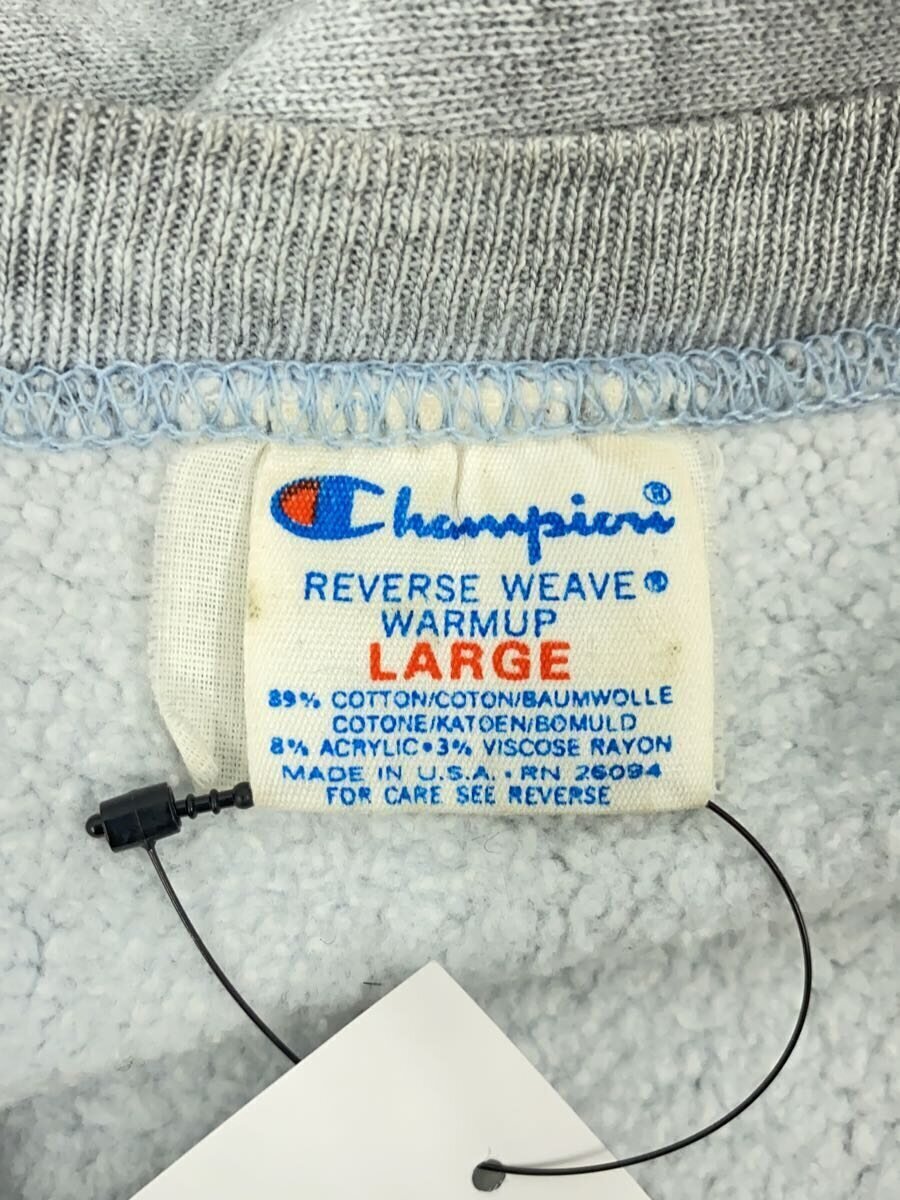 Champion®
REVERSE WEAVE®
WARMUP
LARGE
89% COTTON/COTON/BAUMWOLLE
COTONE/KATOEN/BOMULD
8% ACRYLIC•3% VISCOSE RAYON
MADE IN U.S.A. • RN 26094
FOR CARE SEE REVERSE